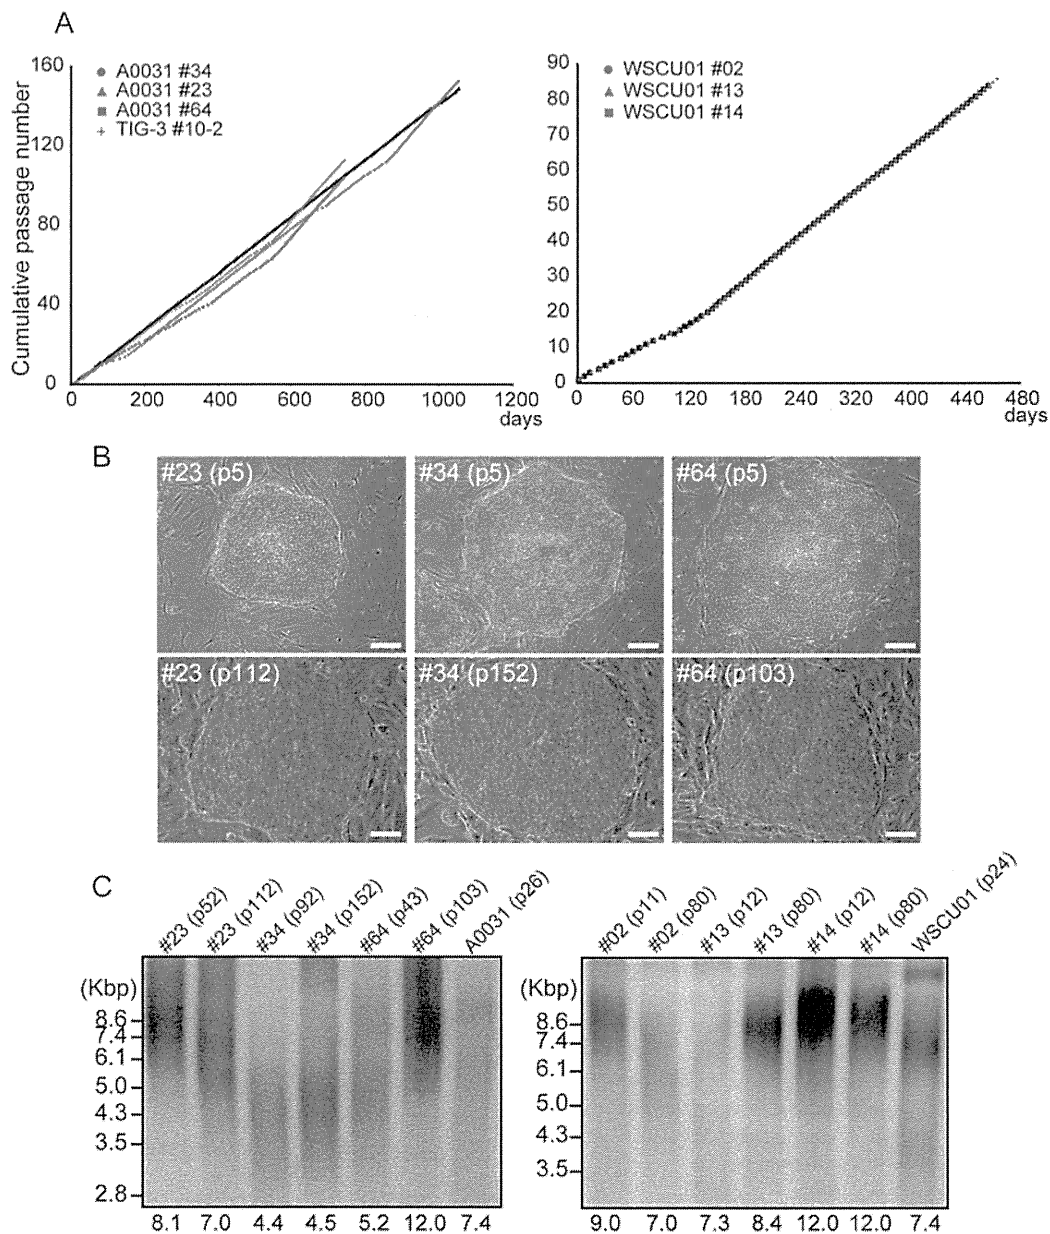 A
Cumulative passage number
160
120
80
40
0
A0031 #34
A0031 #23
A0031 #64
TIG-3 #10-2
0 200 400 600 800 1000 1200
days
90
80
70
60
50
40
30
20
10
0
WSCU01 #02
WSCU01 #13
WSCU01 #14
0 60 120 180 240 320 360 400 440 480
days
B
#23 (p5) #34 (p5) #64 (p5)
#23 (p112) #34 (p152) #64 (p103)
C
#23 (p52) #23 (p112) #34 (p92) #34 (p152) #64 (p43) #64 (p103) A0031 (p26)
(Kbp)
8.6
7.4
6.1
5.0
4.3
3.5
2.8
8.1 7.0 4.4 4.5 5.2 12.0 7.4
#02 (p11) #02 (p80) #13 (p12) #13 (p80) #14 (p12) #14 (p80) WSCU01 (p24)
(Kbp)
8.6
7.4
6.1
5.0
4.3
3.5
9.0 7.0 7.3 8.4 12.0 12.0 7.4